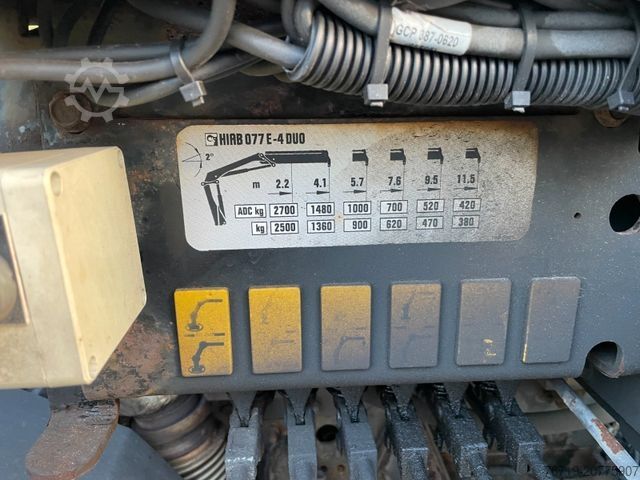 GCP 387-0620
HIAB 077 E-4 DUO
2°
m 2.2 4.1 5.7 7.6 9.5 11.5
ADC kg 2700 1480 1000 700 520 420
kg 2500 1360 900 620 470 380